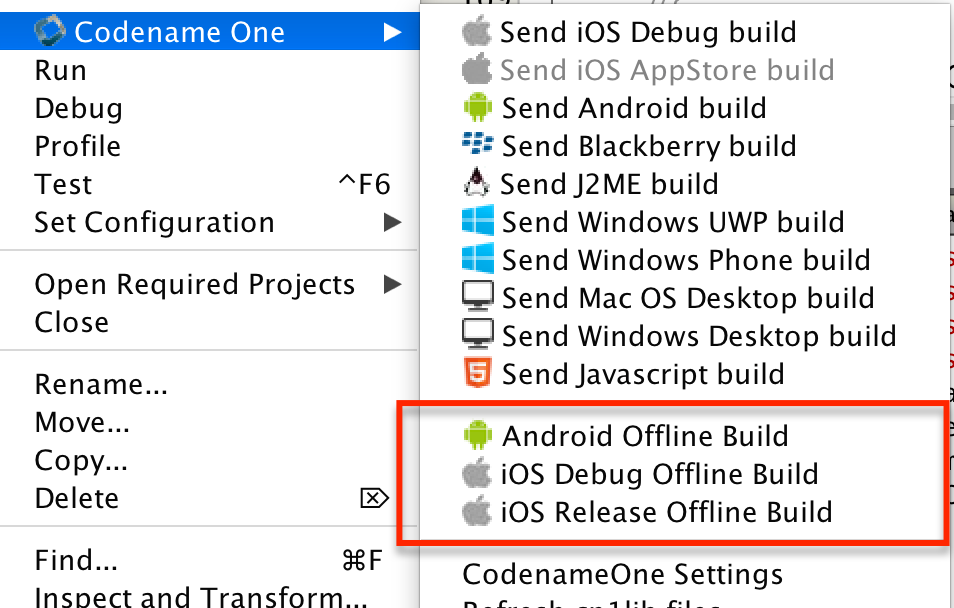 Codename One
Run
Debug
Profile
Test ^F6
Set Configuration
Open Required Projects
Close
Rename...
Move...
Copy...
Delete
Find... ⌘F
Inspect and Transform...
Send iOS Debug build
Send iOS AppStore build
Send Android build
Send Blackberry build
Send J2ME build
Send Windows UWP build
Send Windows Phone build
Send Mac OS Desktop build
Send Windows Desktop build
Send Javascript build
Android Offline Build
iOS Debug Offline Build
iOS Release Offline Build
CodenameOne Settings
Refresh cn1lib files